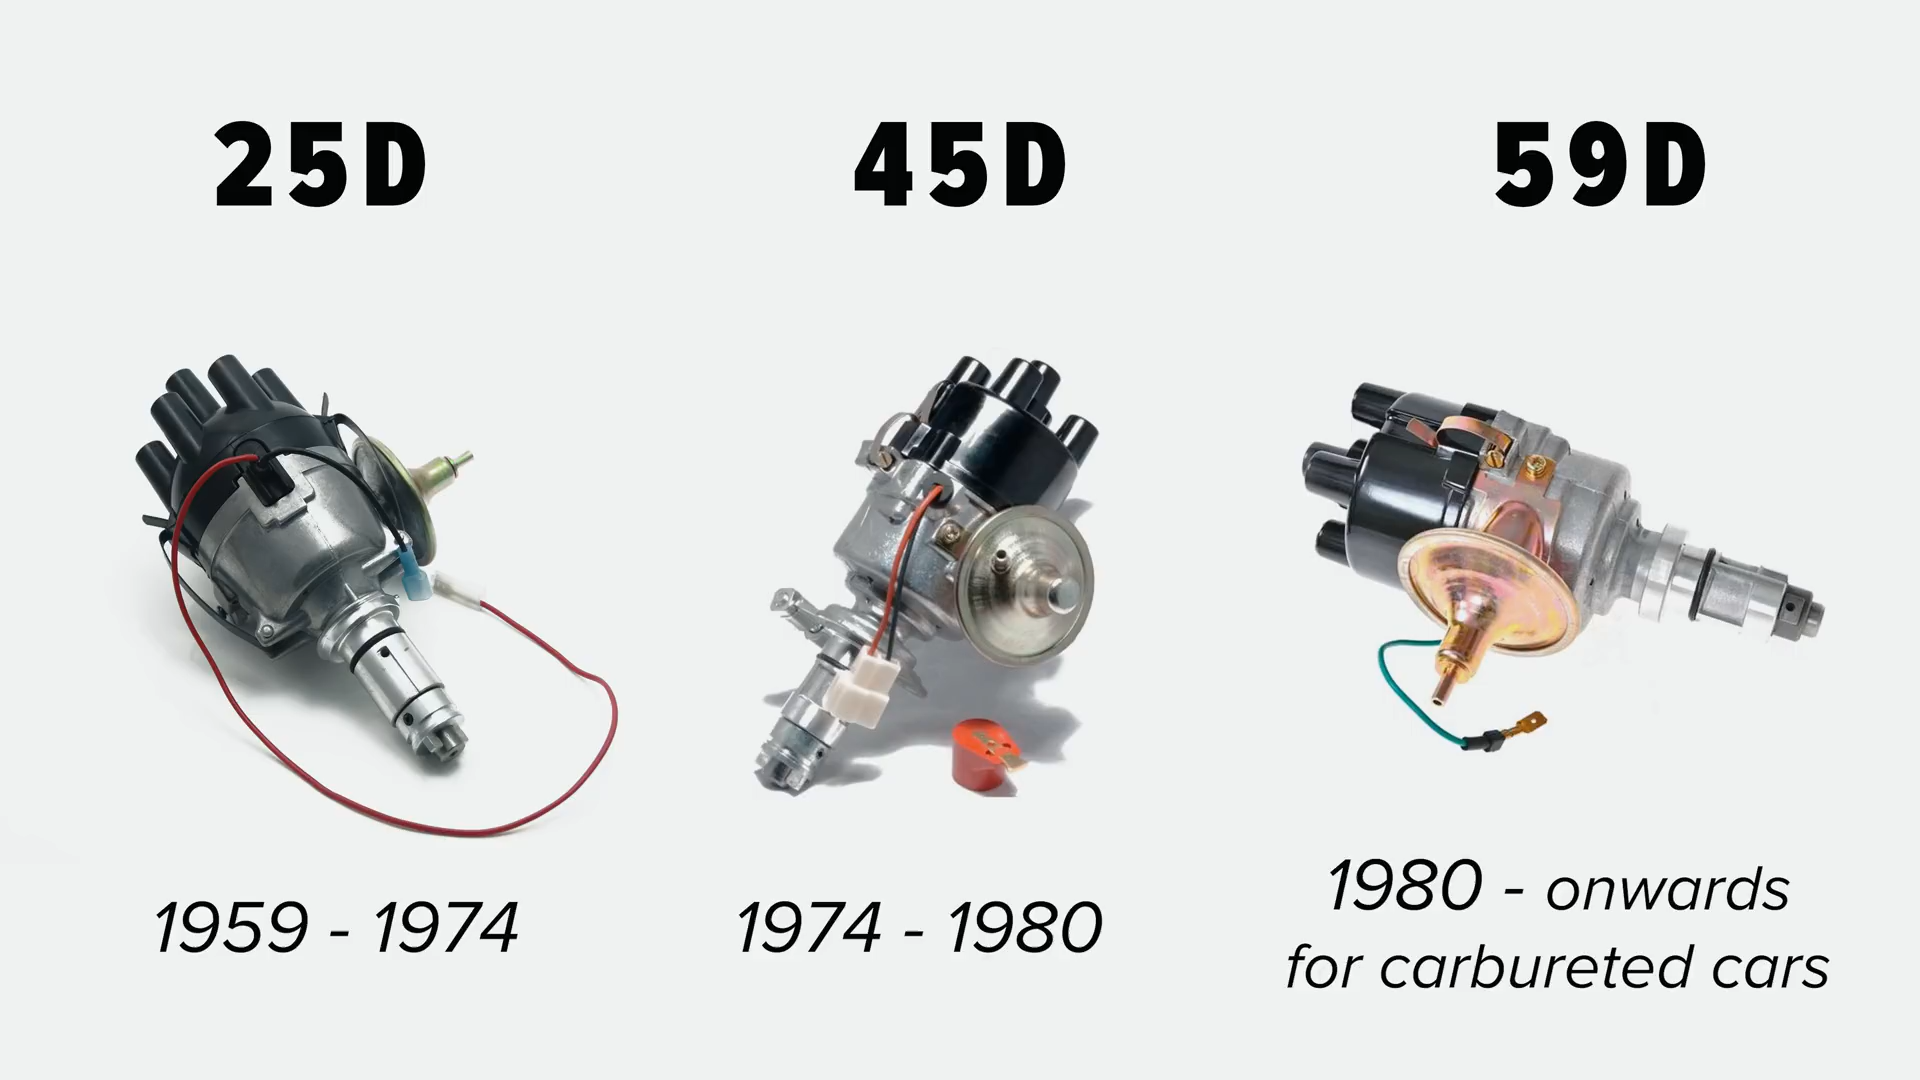 25D
45D
59D
1959 - 1974
1974 - 1980
1980 - onwards
for carbureted cars